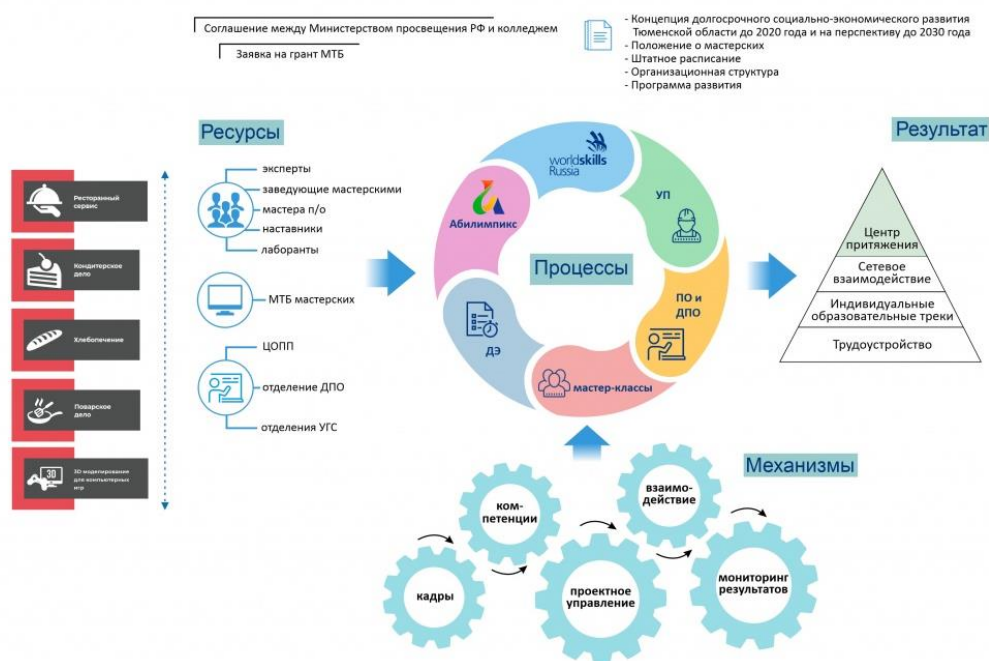 Соглашение между Министерством просвещения РФ и колледжем
Заявка на грант МТБ
- Концепция долгосрочного социально-экономического развития
Тюменской области до 2020 года и на перспективу до 2030 года
- Положение о мастерских
- Штатное расписание
- Организационная структура
- Программа развития
Ресторанный
сервис
Кондитерское
дело
Хлебопечение
Поварское
дело
3D
3D моделирование
для компьютерных
игр
Ресурсы
эксперты
заведующие мастерскими
мастера п/о
наставники
лаборанты
МТБ мастерских
ЦОПП
отделение ДПО
отделения УГС
Процессы
Абилимпикс
worldskills
Russia
УП
ПО и
ДПО
мастер-классы
ДЭ
Результат
Центр
притяжения
Сетевое
взаимодействие
Индивидуальные
образовательные треки
Трудоустройство
Механизмы
кадры
ком-
петенции
проектное
управление
взаимо-
действие
мониторинг
результатов